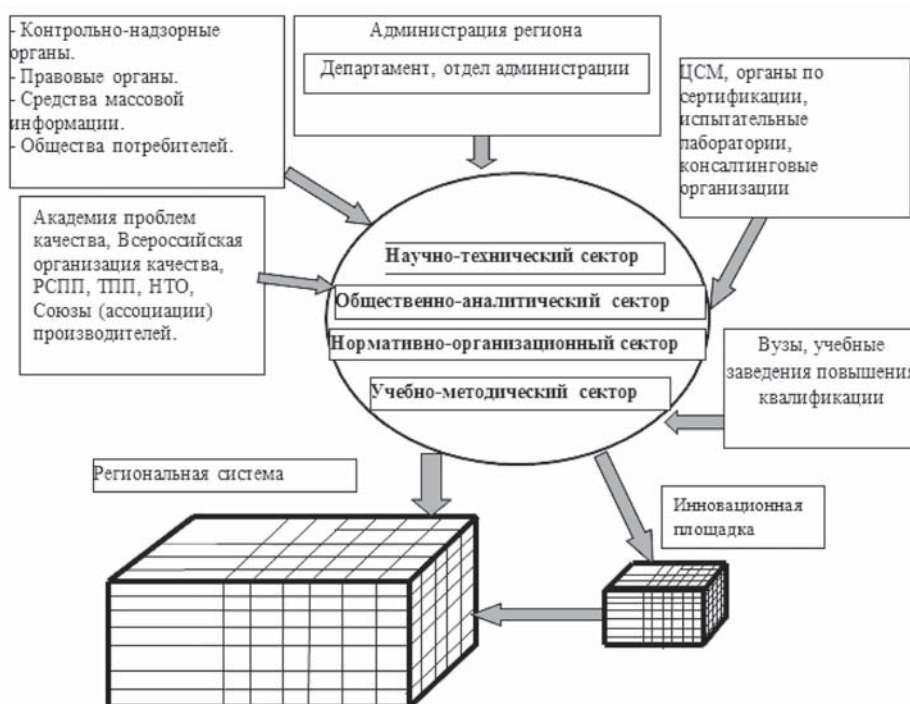 - Контрольно-надзорные
органы.
- Правовые органы.
- Средства массовой
информации.
- Общества потребителей.
Администрация региона
Департамент, отдел администрации
ЦСМ, органы по
сертификации,
испытательные
лаборатории,
консалтинговые
организации
Академия проблем
качества, Всероссийская
организация качества,
РСПП, ТПП, НТО,
Союзы (ассоциации)
производителей.
Научно-технический сектор
Общественно-аналитический сектор
Нормативно-организационный сектор
Учебно-методический сектор
Вузы, учебные
заведения повышения
квалификации
Региональная система
Инновационная
площадка